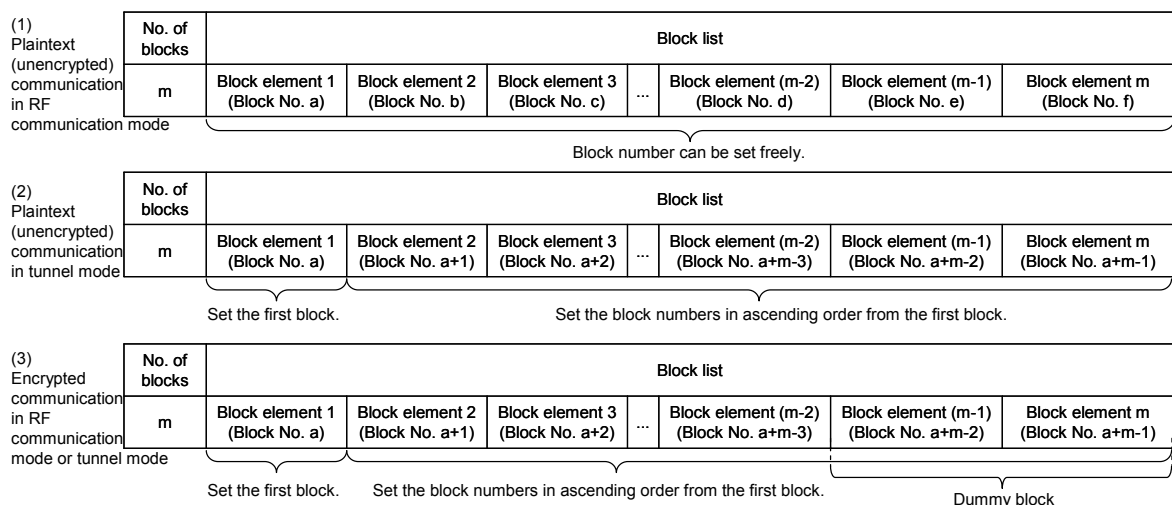 (1)
Plaintext
(unencrypted)
communication
in RF
communication mode
No. of
blocks
Block list
m
Block element 1
(Block No. a)
Block element 2
(Block No. b)
Block element 3
(Block No. c)
...
Block element (m-2)
(Block No. d)
Block element (m-1)
(Block No. e)
Block element m
(Block No. f)
Block number can be set freely.
(2)
Plaintext
(unencrypted)
communication
in tunnel mode
No. of
blocks
Block list
m
Block element 1
(Block No. a)
Block element 2
(Block No. a+1)
Block element 3
(Block No. a+2)
...
Block element (m-2)
(Block No. a+m-3)
Block element (m-1)
(Block No. a+m-2)
Block element m
(Block No. a+m-1)
Set the first block.
Set the block numbers in ascending order from the first block.
(3)
Encrypted
communication
in RF
communication
mode or tunnel mode
No. of
blocks
Block list
m
Block element 1
(Block No. a)
Block element 2
(Block No. a+1)
Block element 3
(Block No. a+2)
...
Block element (m-2)
(Block No. a+m-3)
Block element (m-1)
(Block No. a+m-2)
Block element m
(Block No. a+m-1)
Set the first block.
Set the block numbers in ascending order from the first block.
Dummy block